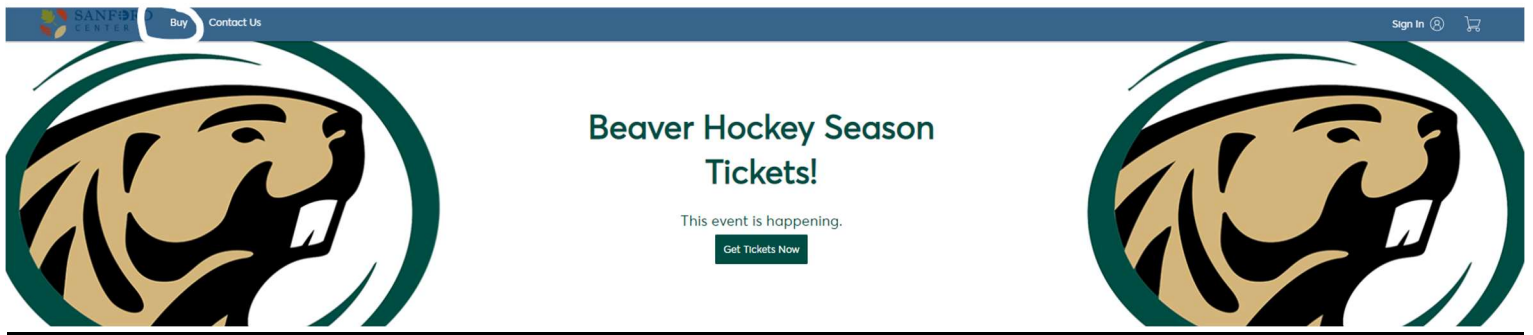 SANFORD
CENTER
Buy
Contact Us
Sign In
Beaver Hockey Season
Tickets!
This event is happening.
Get Tickets Now